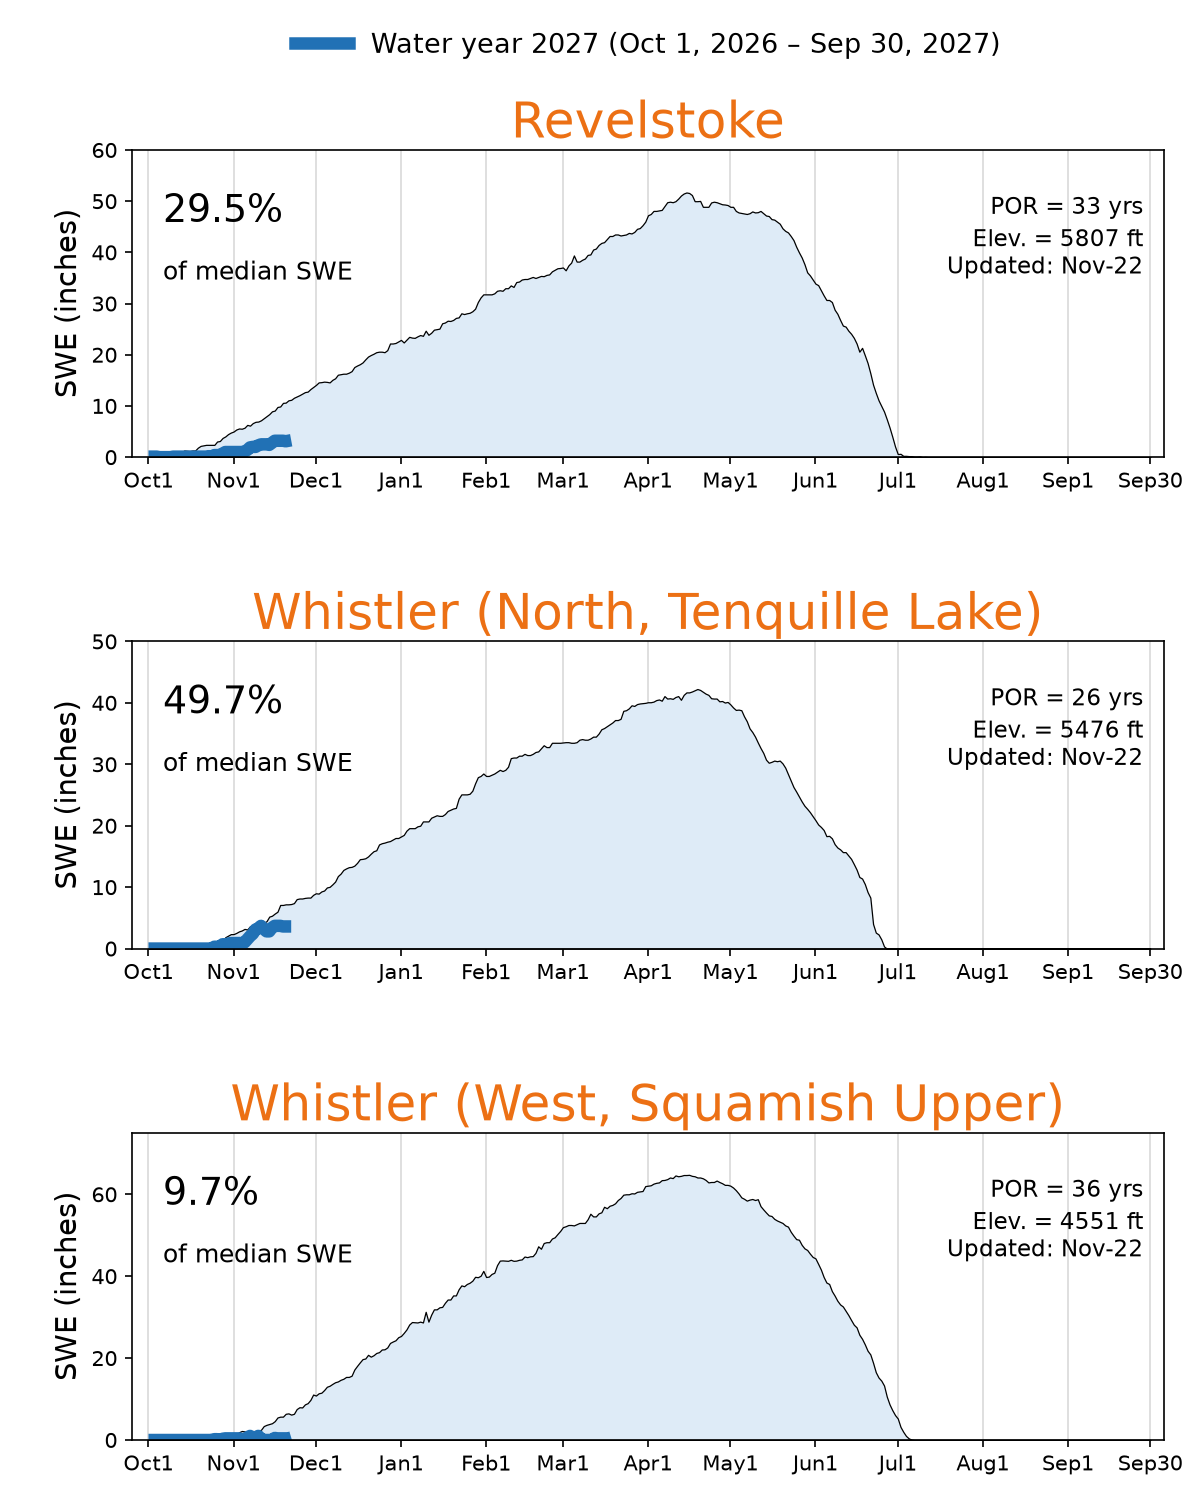 Water year 2027 (Oct 1, 2026 – Sep 30, 2027)
Revelstoke
60
50
40
30
20
10
0
SWE (inches)
29.5%
of median SWE
POR = 33 yrs
Elev. = 5807 ft
Updated: Nov-22
Oct1 Nov1 Dec1 Jan1 Feb1 Mar1 Apr1 May1 Jun1 Jul1 Aug1 Sep1 Sep30
Whistler (North, Tenquille Lake)
50
40
30
20
10
0
SWE (inches)
49.7%
of median SWE
POR = 26 yrs
Elev. = 5476 ft
Updated: Nov-22
Oct1 Nov1 Dec1 Jan1 Feb1 Mar1 Apr1 May1 Jun1 Jul1 Aug1 Sep1 Sep30
Whistler (West, Squamish Upper)
60
40
20
0
SWE (inches)
9.7%
of median SWE
POR = 36 yrs
Elev. = 4551 ft
Updated: Nov-22
Oct1 Nov1 Dec1 Jan1 Feb1 Mar1 Apr1 May1 Jun1 Jul1 Aug1 Sep1 Sep30